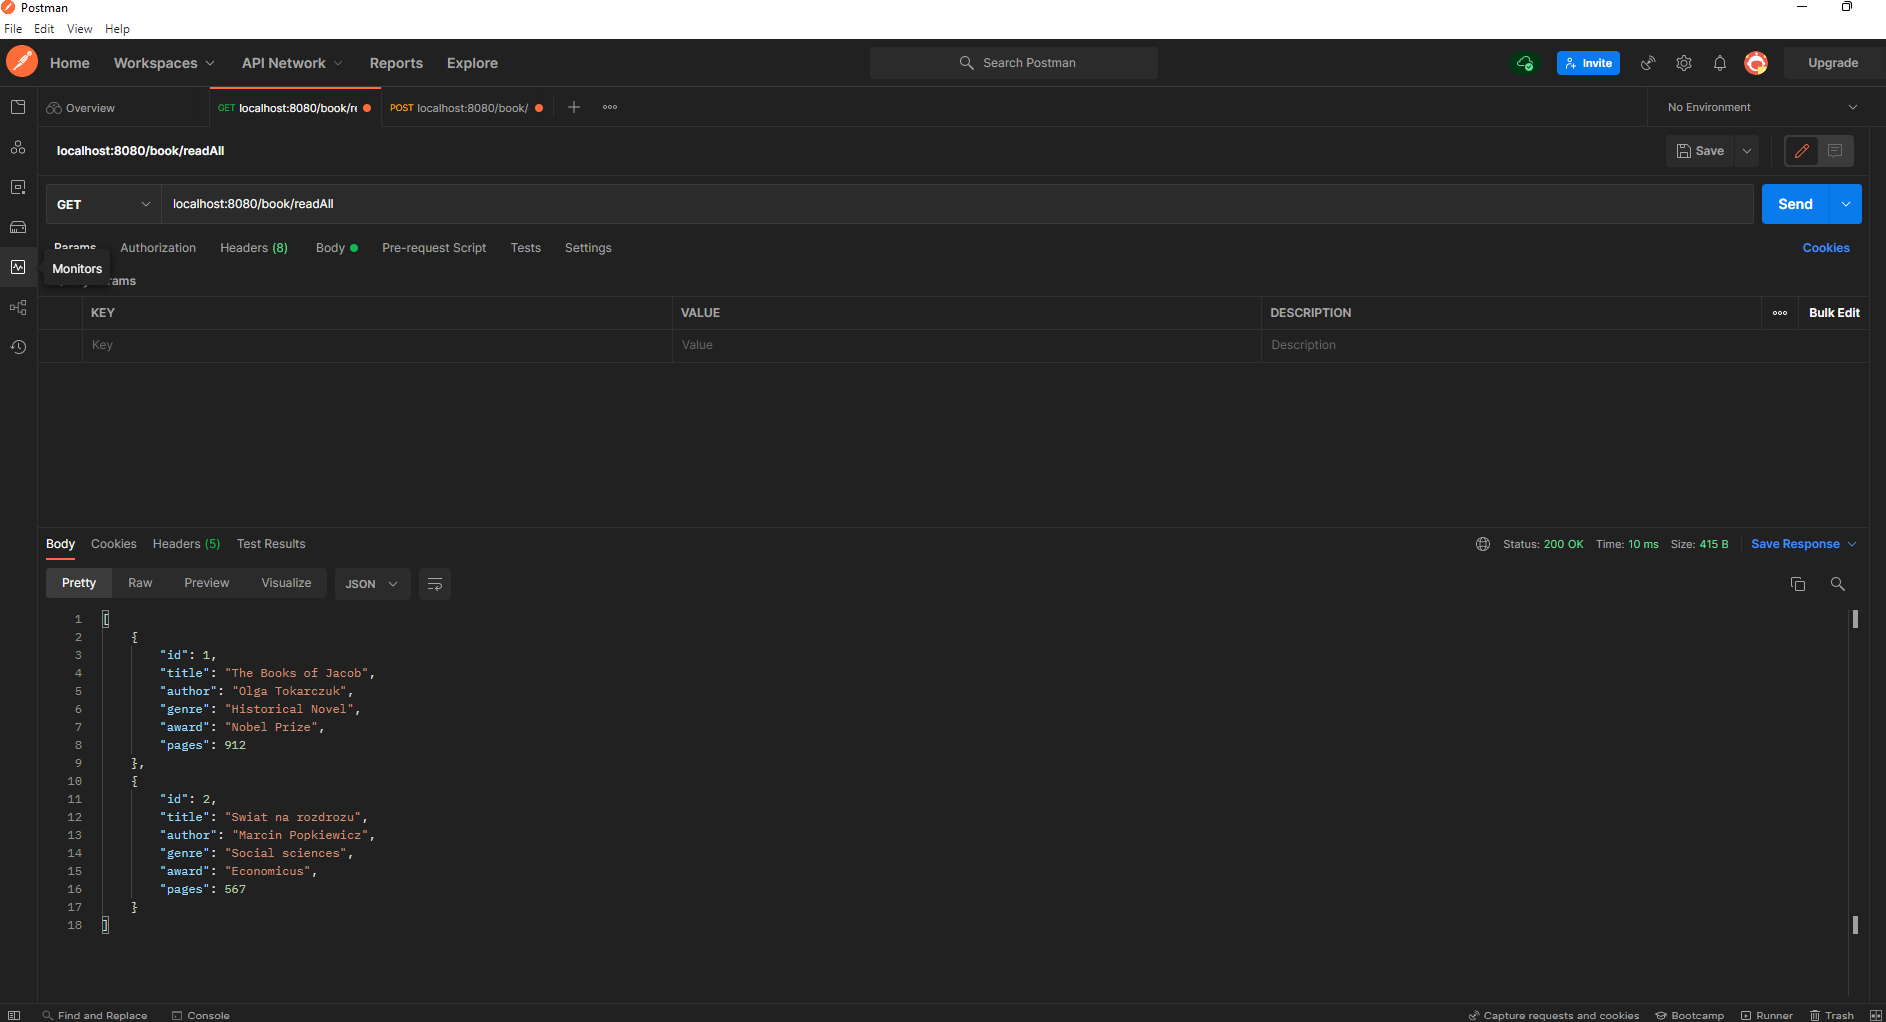 Postman
File Edit View Help
Home Workspaces API Network Reports Explore Search Postman Invite Upgrade
Overview GET localhost:8080/book/re POST localhost:8080/book/ No Environment
localhost:8080/book/readAll Save
GET localhost:8080/book/readAll Send
Params Authorization Headers (8) Body Pre-request Script Tests Settings Cookies
Monitors
ams
KEY VALUE DESCRIPTION Bulk Edit
Key Value Description
Body Cookies Headers (5) Test Results Status: 200 OK Time: 10 ms Size: 415 B Save Response
Pretty Raw Preview Visualize JSON
1 [
2 {
3 "id": 1,
4 "title": "The Books of Jacob",
5 "author": "Olga Tokarczuk",
6 "genre": "Historical Novel",
7 "award": "Nobel Prize",
8 "pages": 912
9 },
10 {
11 "id": 2,
12 "title": "Swiat na rozdrozu",
13 "author": "Marcin Popkiewicz",
14 "genre": "Social sciences",
15 "award": "Economicus",
16 "pages": 567
17 }
18 ]
Find and Replace Console Capture requests and cookies Bootcamp Runner Trash